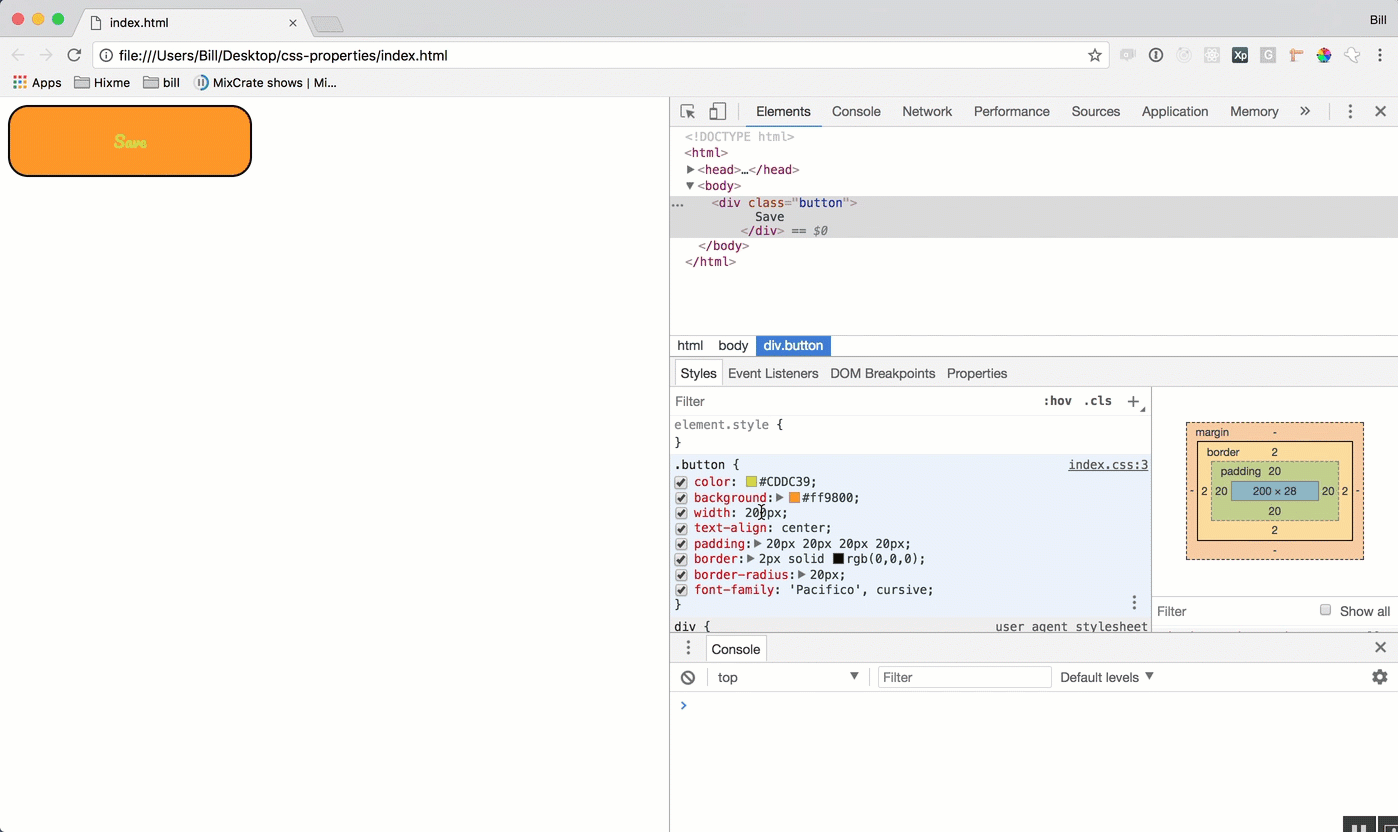 index.html
Bill
file:///Users/Bill/Desktop/css-properties/index.html
Xp G
Apps Hixme bill MixCrate shows | Mi...
Save
Elements Console Network Performance Sources Application Memory »
<!DOCTYPE html>
<html>
<head>…</head>
<body>
... <div class="button">
Save
</div> == $0
</body>
</html>
html body div.button
Styles Event Listeners DOM Breakpoints Properties
Filter :hov .cls +
element.style {
}
.button { index.css:3
color: #CDDC39;
background: #ff9800;
width: 200px;
text-align: center;
padding: 20px 20px 20px 20px;
border: 2px solid rgb(0,0,0);
border-radius: 20px;
font-family: 'Pacifico', cursive;
}
div { user agent stylesheet
margin -
border 2
padding 20
- 2 20 200 × 28 20 2 -
20
2
-
Filter Show all
Console
top Filter Default levels
>